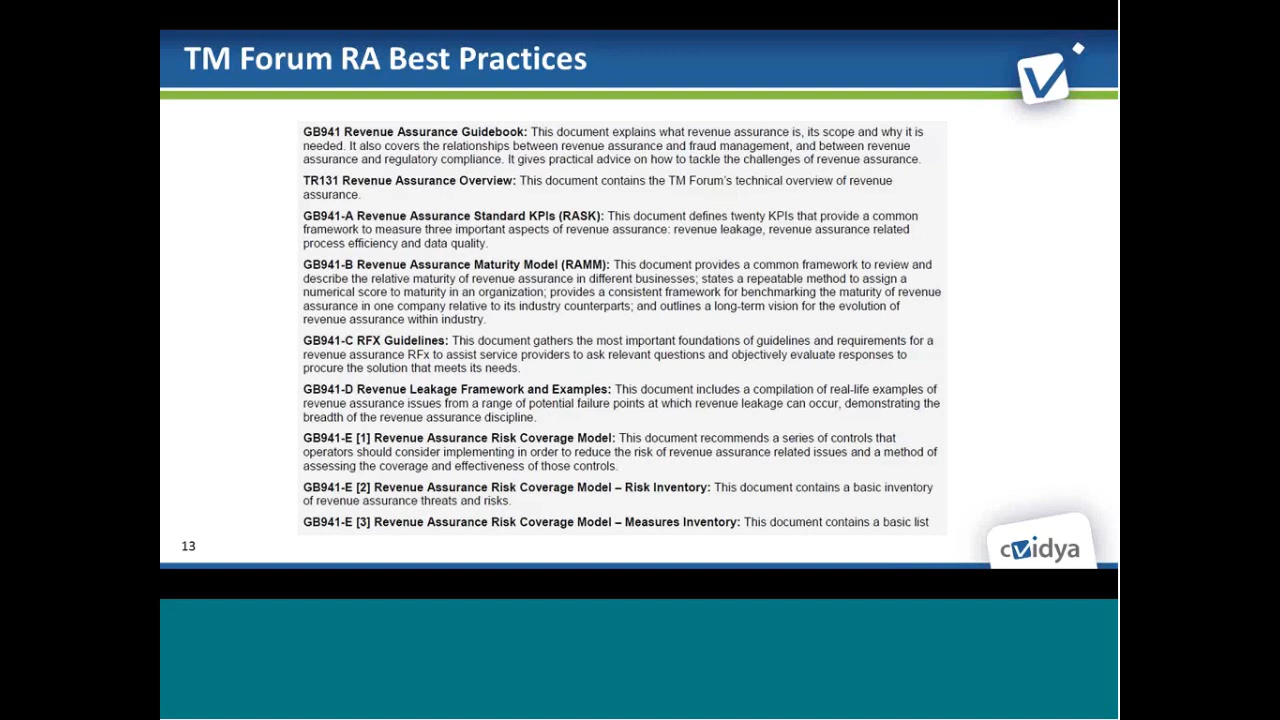 TM Forum RA Best Practices
GB941 Revenue Assurance Guidebook: This document explains what revenue assurance is, its scope and why it is
needed. It also covers the relationships between revenue assurance and fraud management, and between revenue
assurance and regulatory compliance. It gives practical advice on how to tackle the challenges of revenue assurance.
TR131 Revenue Assurance Overview: This document contains the TM Forum's technical overview of revenue
assurance.
GB941-A Revenue Assurance Standard KPIs (RASK): This document defines twenty KPIs that provide a common
framework to measure three important aspects of revenue assurance: revenue leakage, revenue assurance related
process efficiency and data quality.
GB941-B Revenue Assurance Maturity Model (RAMM): This document provides a common framework to review and
describe the relative maturity of revenue assurance in different businesses; states a repeatable method to assign a
numerical score to maturity in an organization; provides a consistent framework for benchmarking the maturity of revenue
assurance in one company relative to its industry counterparts; and outlines a long-term vision for the evolution of
revenue assurance within industry.
GB941-C RFX Guidelines: This document gathers the most important foundations of guidelines and requirements for a
revenue assurance RFx to assist service providers to ask relevant questions and objectively evaluate responses to
procure the solution that meets its needs.
GB941-D Revenue Leakage Framework and Examples: This document includes a compilation of real-life examples of
revenue assurance issues from a range of potential failure points at which revenue leakage can occur, demonstrating the
breadth of the revenue assurance discipline.
GB941-E [1] Revenue Assurance Risk Coverage Model: This document recommends a series of controls that
operators should consider implementing in order to reduce the risk of revenue assurance related issues and a method of
assessing the coverage and effectiveness of those controls.
GB941-E [2] Revenue Assurance Risk Coverage Model – Risk Inventory: This document contains a basic inventory
of revenue assurance threats and risks.
GB941-E [3] Revenue Assurance Risk Coverage Model – Measures Inventory: This document contains a basic list
13
cvidya